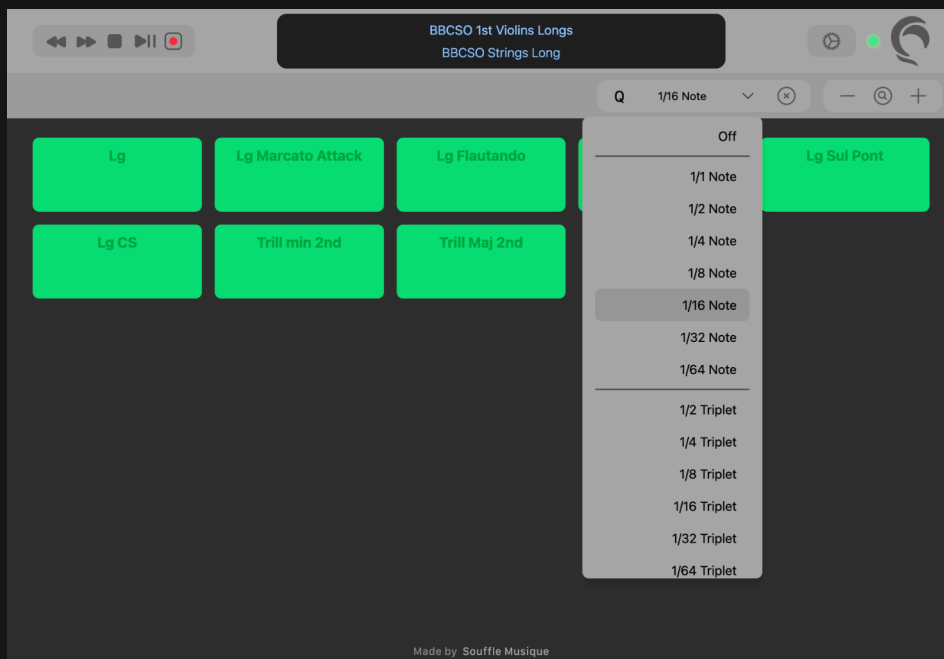 BBCSO 1st Violins Longs
BBCSO Strings Long
Q 1/16 Note
Off
Lg Lg Marcato Attack Lg Flautando Lg Sul Pont
1/1 Note
1/2 Note
1/4 Note
Lg CS Trill min 2nd Trill Maj 2nd
1/8 Note
1/16 Note
1/32 Note
1/64 Note
1/2 Triplet
1/4 Triplet
1/8 Triplet
1/16 Triplet
1/32 Triplet
1/64 Triplet
Made by Souffle Musique